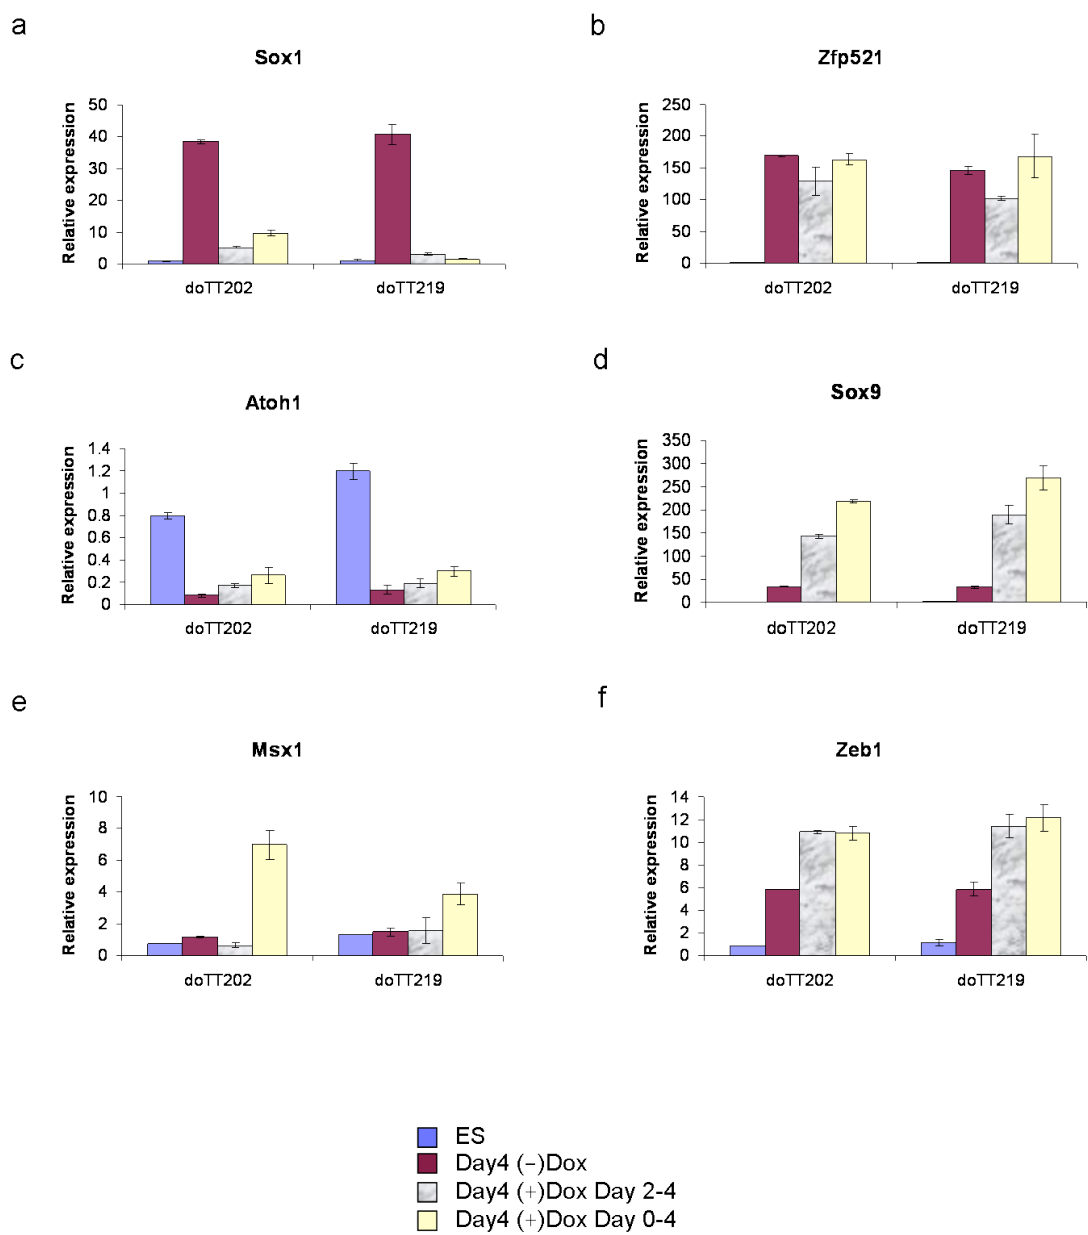 a
Sox1
Relative expression
50
40
30
20
10
0
doTT202
doTT219
b
Zfp521
Relative expression
250
200
150
100
50
0
doTT202
doTT219
c
Atoh1
Relative expression
1.4
1.2
1
0.8
0.6
0.4
0.2
0
doTT202
doTT219
d
Sox9
Relative expression
350
300
250
200
150
100
50
0
doTT202
doTT219
e
Msx1
Relative expression
10
8
6
4
2
0
doTT202
doTT219
f
Zeb1
Relative expression
14
12
10
8
6
4
2
0
doTT202
doTT219
ES
Day4 (-)Dox
Day4 (+)Dox Day 2-4
Day4 (+)Dox Day 0-4